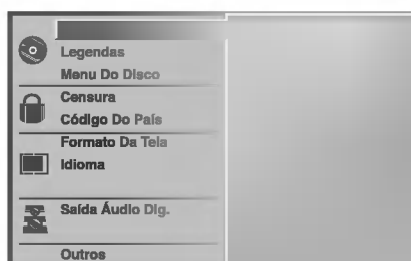 Legendas
Menu Do Disco
Censura
Código Do País
Formato Da Tela
Idioma
Saída Áudio Dig.
Outros